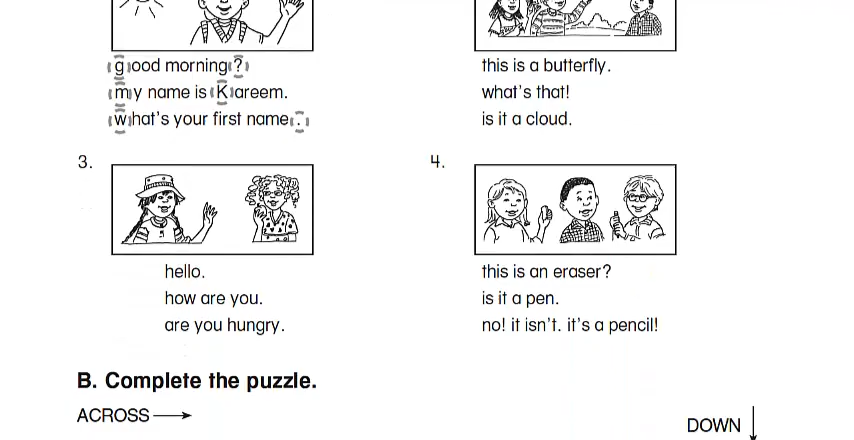 good morning?
my name is Kareem.
what's your first name.
this is a butterfly.
what's that!
is it a cloud.
3.
hello.
how are you.
are you hungry.
4.
this is an eraser?
is it a pen.
no! it isn't. it's a pencil!
B. Complete the puzzle.
ACROSS
DOWN